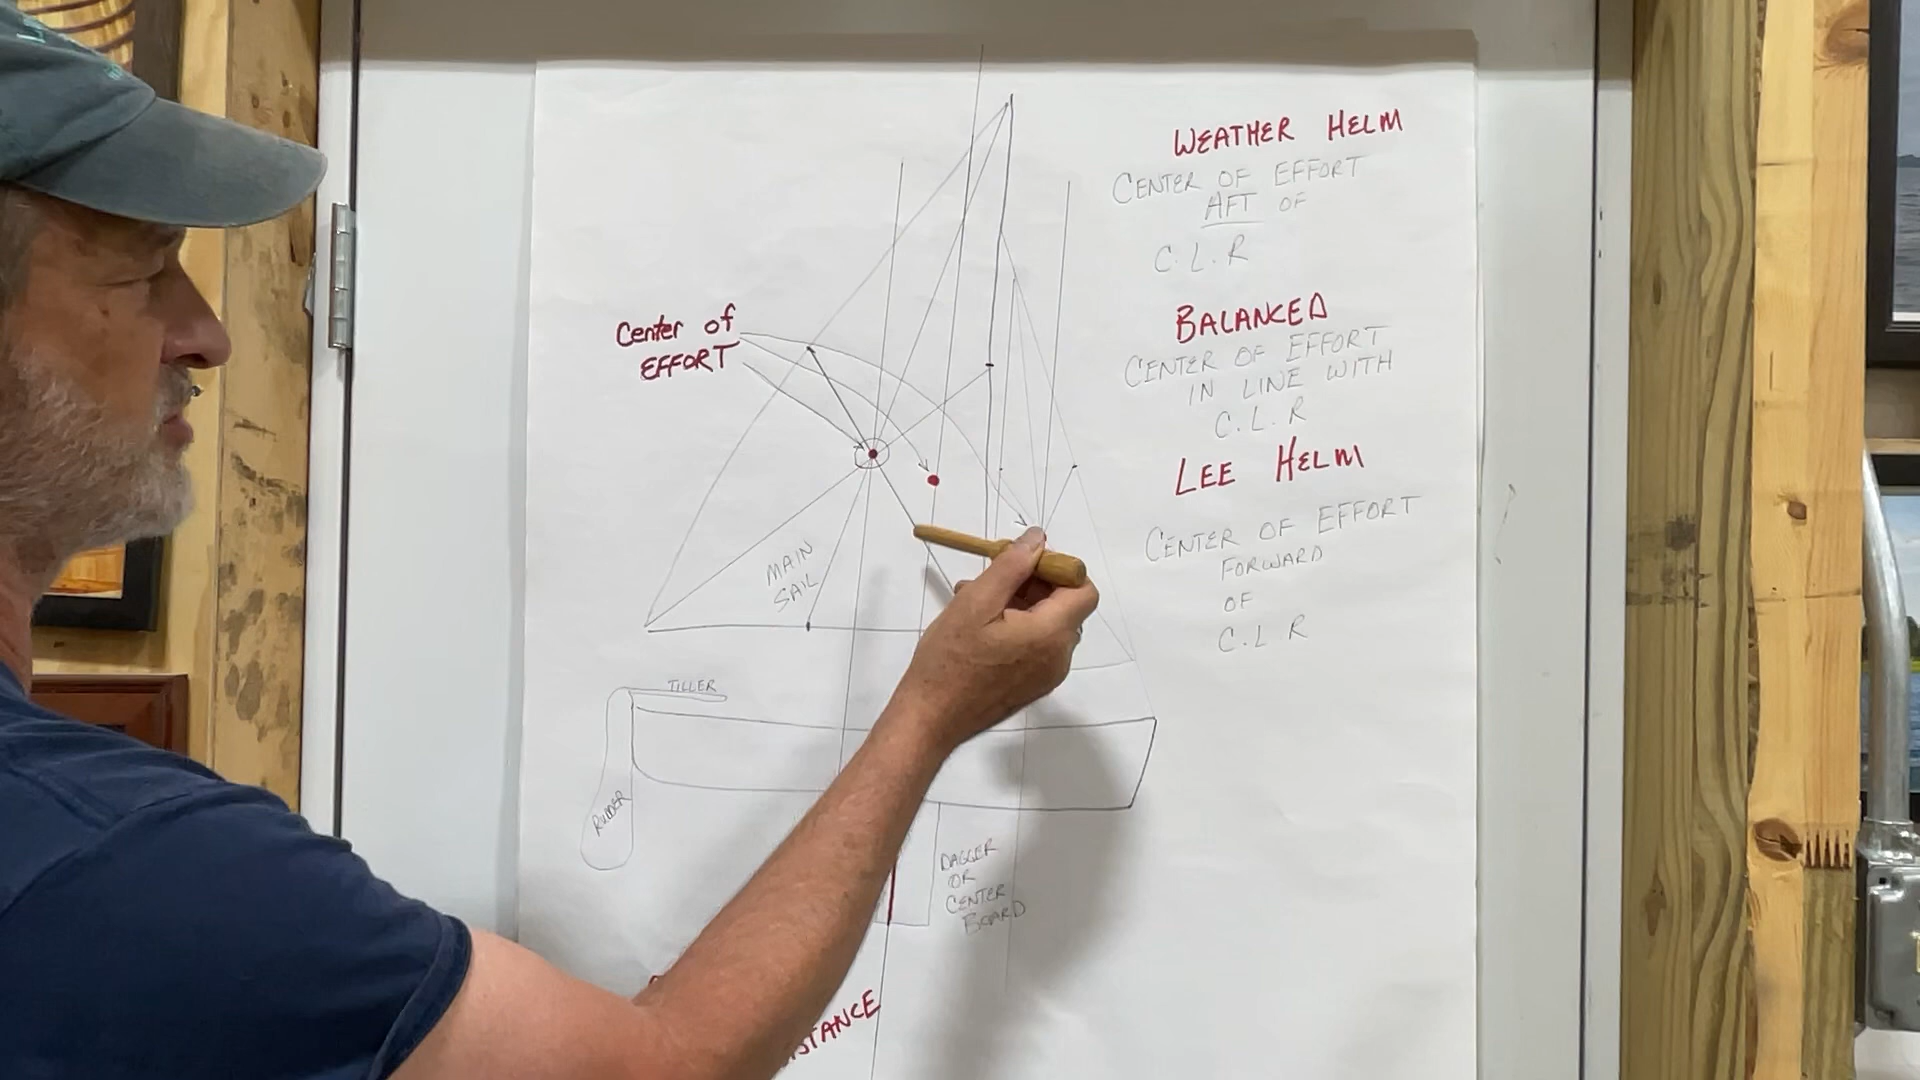 WEATHER HELM
CENTER OF EFFORT
AFT OF
C.L.R
Center of
EFFORT
BALANCED
CENTER OF EFFORT
IN LINE WITH
C.L.R
LEE HELM
CENTER OF EFFORT
FORWARD
OF
C.L R
MAIN
SAIL
TILLER
RUDDER
DAGGER
OR
CENTER
BOARD
STANCE